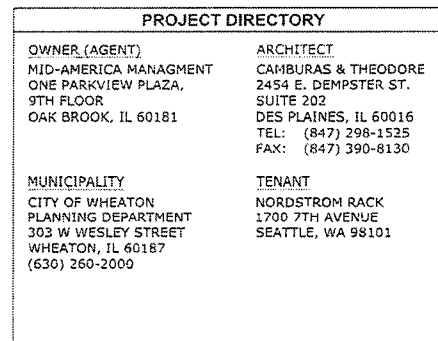 PROJECT DIRECTORY
OWNER (AGENT)
MID-AMERICA MANAGMENT
ONE PARKVIEW PLAZA,
9TH FLOOR
OAK BROOK, IL 60181
ARCHITECT
CAMBURAS & THEODORE
2454 E. DEMPSTER ST.
SUITE 202
DES PLAINES, IL 60016
TEL: (847) 298-1525
FAX: (847) 390-8130
MUNICIPALITY
CITY OF WHEATON
PLANNING DEPARTMENT
303 W WESLEY STREET
WHEATON, IL 60187
(630) 260-2000
TENANT
NORDSTROM RACK
1700 7TH AVENUE
SEATTLE, WA 98101